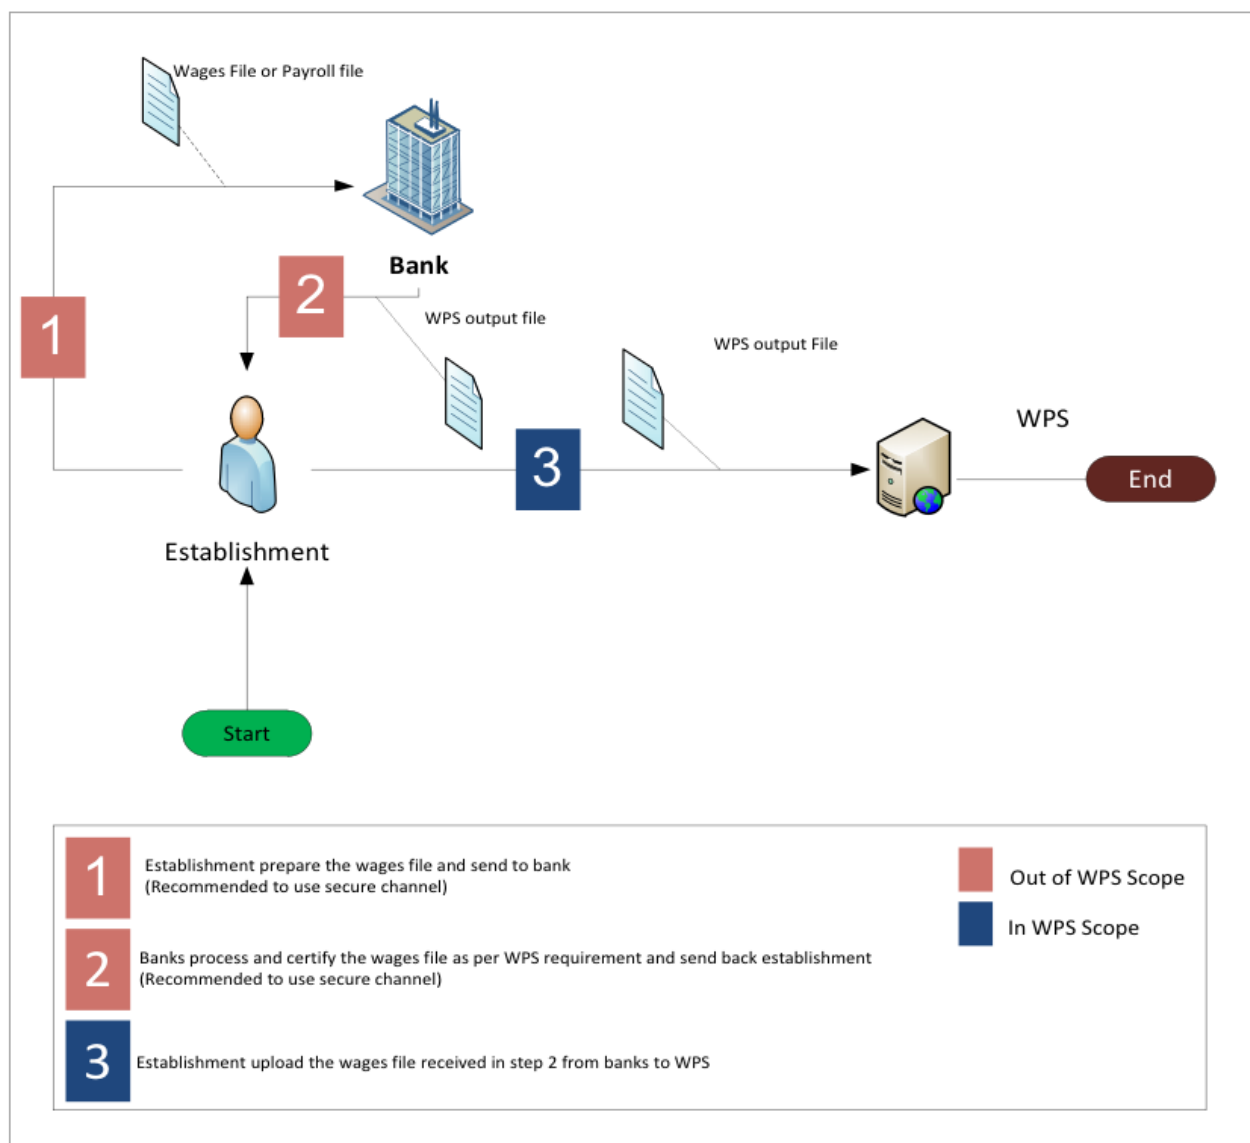 Wages File or Payroll file
Bank
1
2
WPS output file
WPS output File
3
WPS
End
Establishment
Start
1
Establishment prepare the wages file and send to bank
(Recommended to use secure channel)
2
Banks process and certify the wages file as per WPS requirement and send back establishment
(Recommended to use secure channel)
3
Establishment upload the wages file received in step 2 from banks to WPS
Out of WPS Scope
In WPS Scope